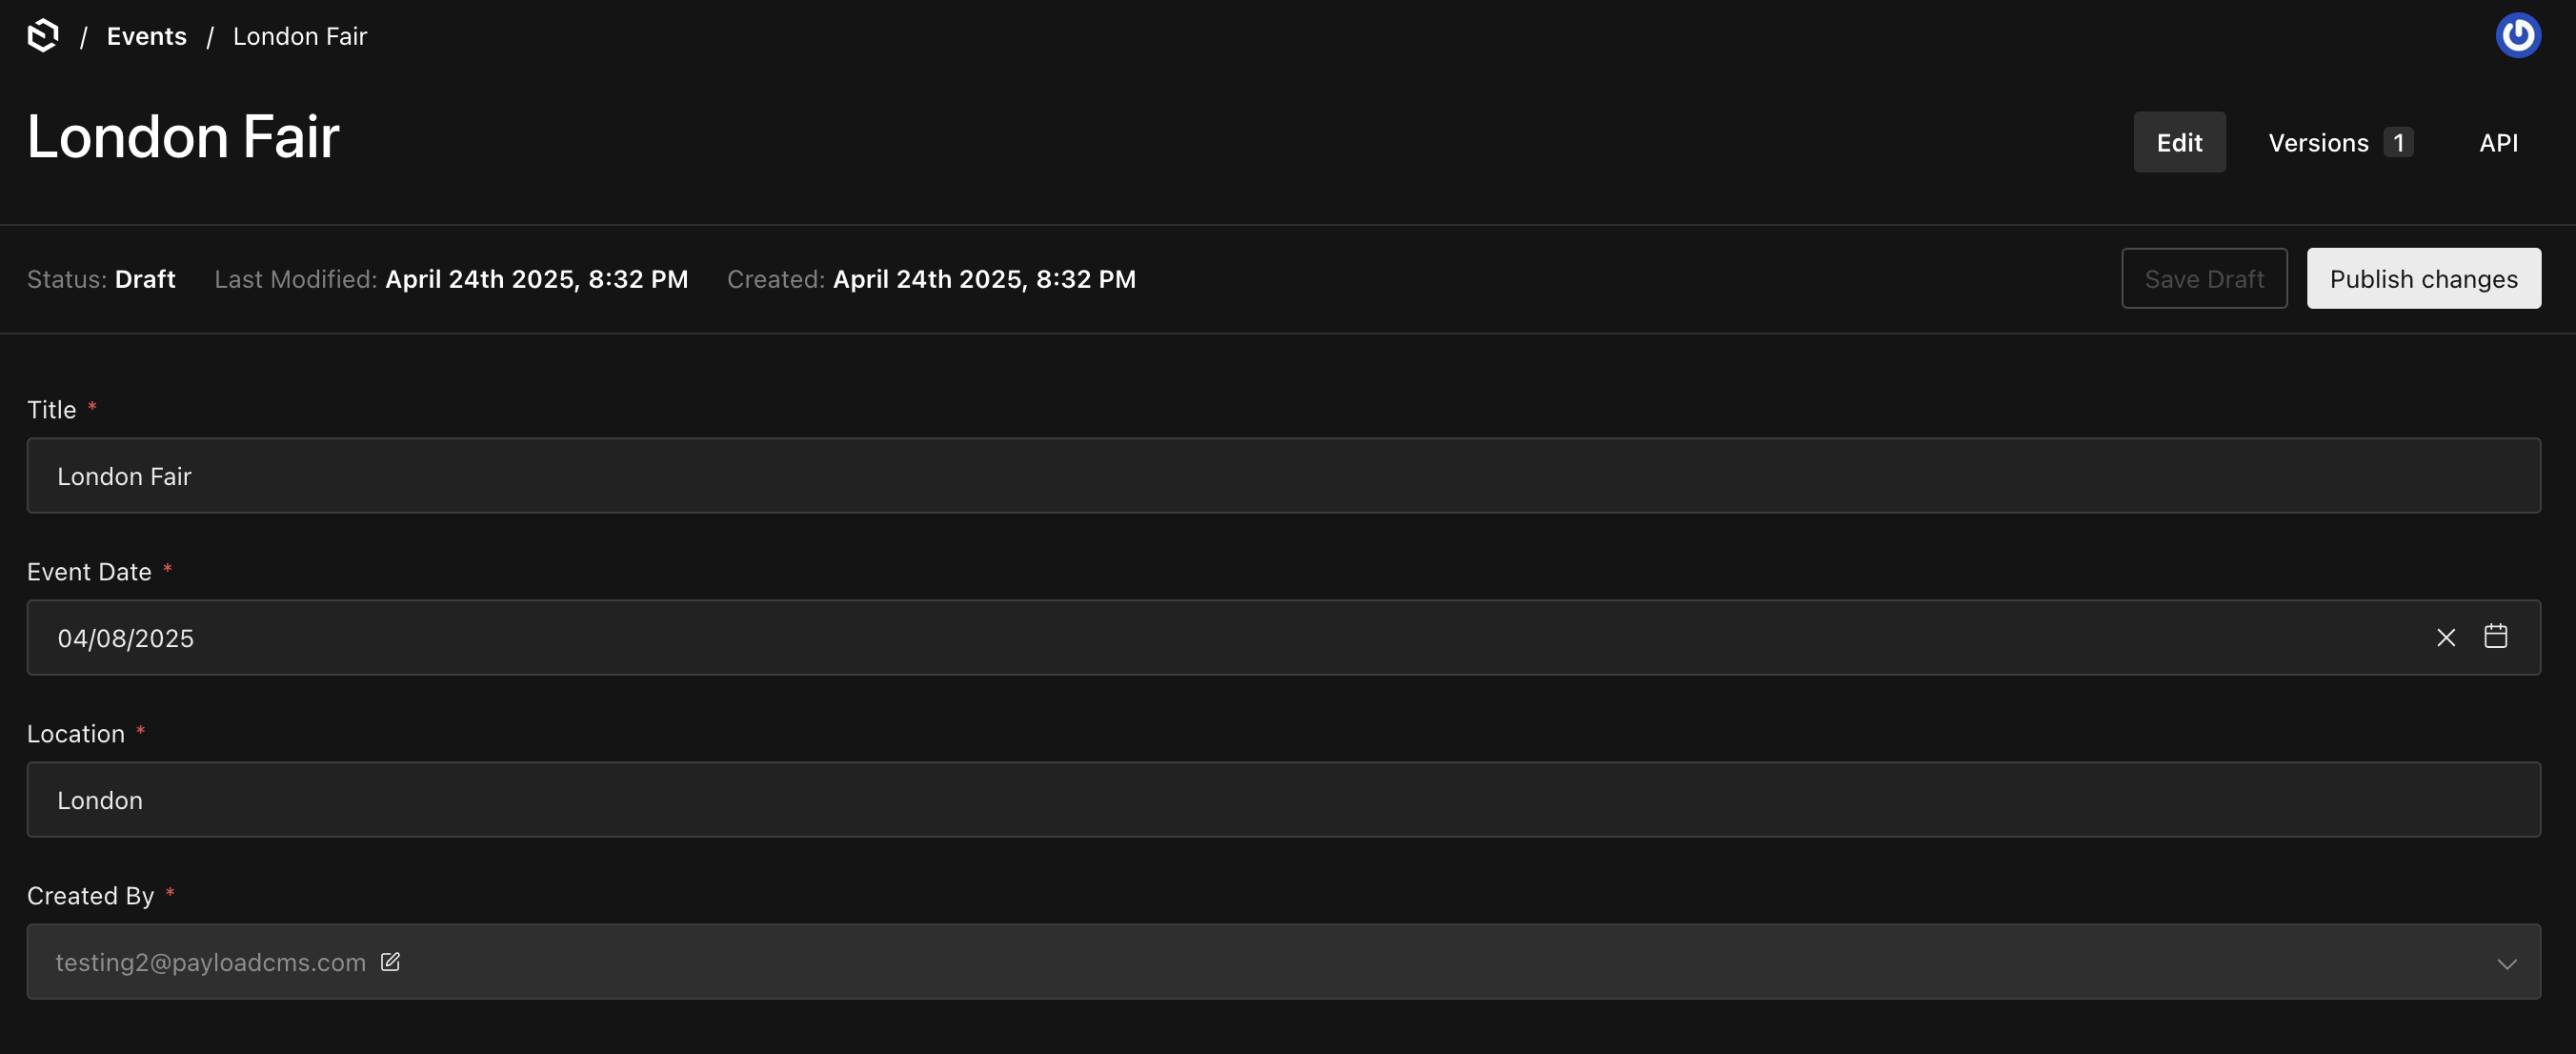 / Events / London Fair
London Fair
Edit Versions 1 API
Status: Draft Last Modified: April 24th 2025, 8:32 PM Created: April 24th 2025, 8:32 PM Save Draft Publish changes
Title *
London Fair
Event Date *
04/08/2025
Location *
London
Created By *
testing2@payloadcms.com